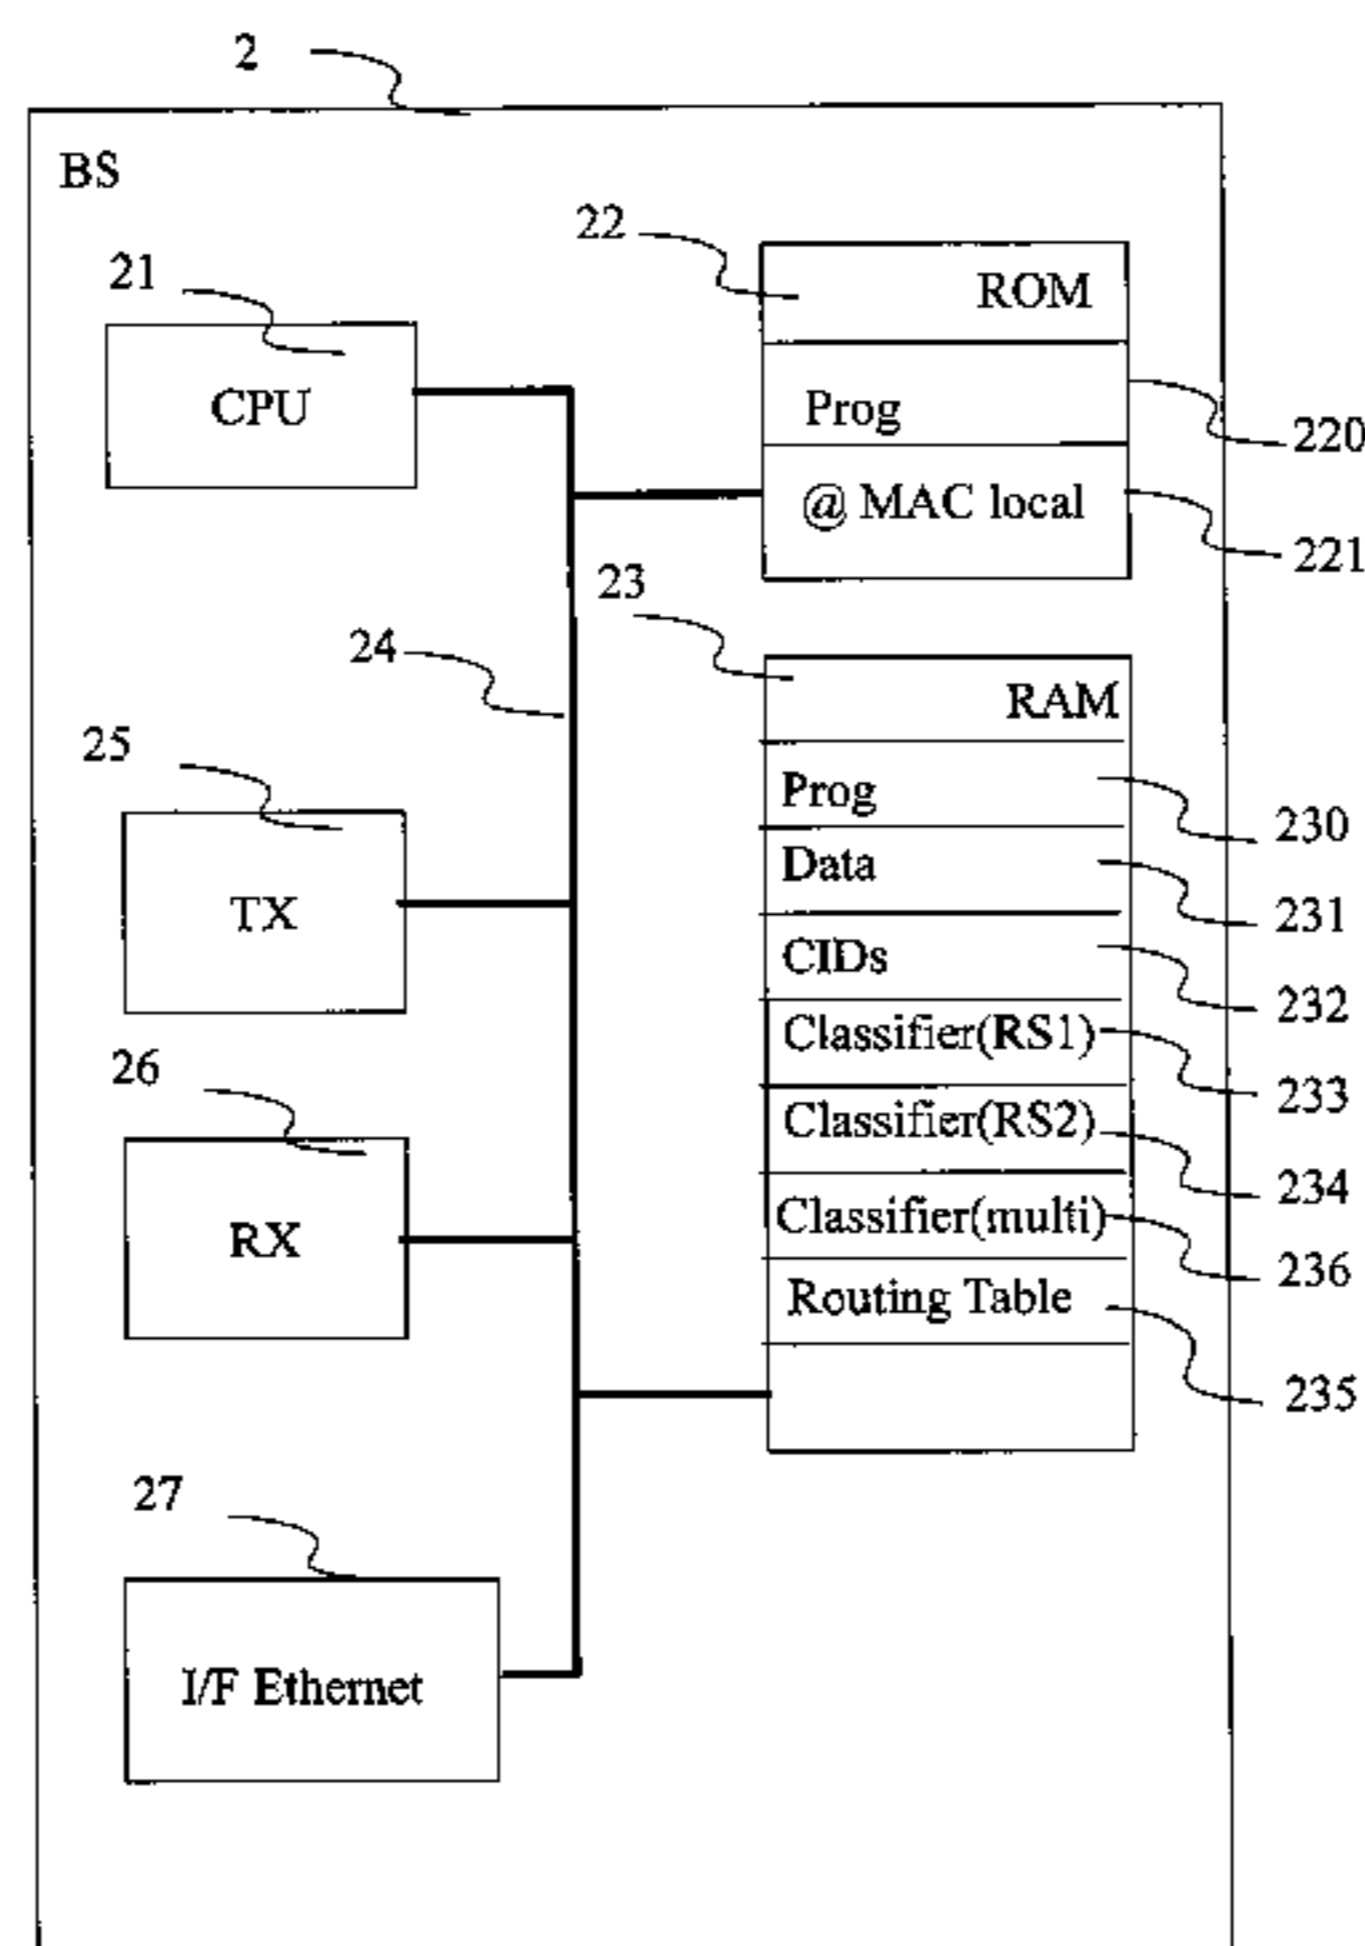 2
BS
22
21
ROM
CPU
Prog
220
@ MAC local
221
23
24
RAM
25
Prog
230
Data
231
TX
CIDs
232
Classifier(RS1)
26
233
Classifier(RS2)
234
RX
Classifier(multi)
236
Routing Table
235
27
I/F Ethernet